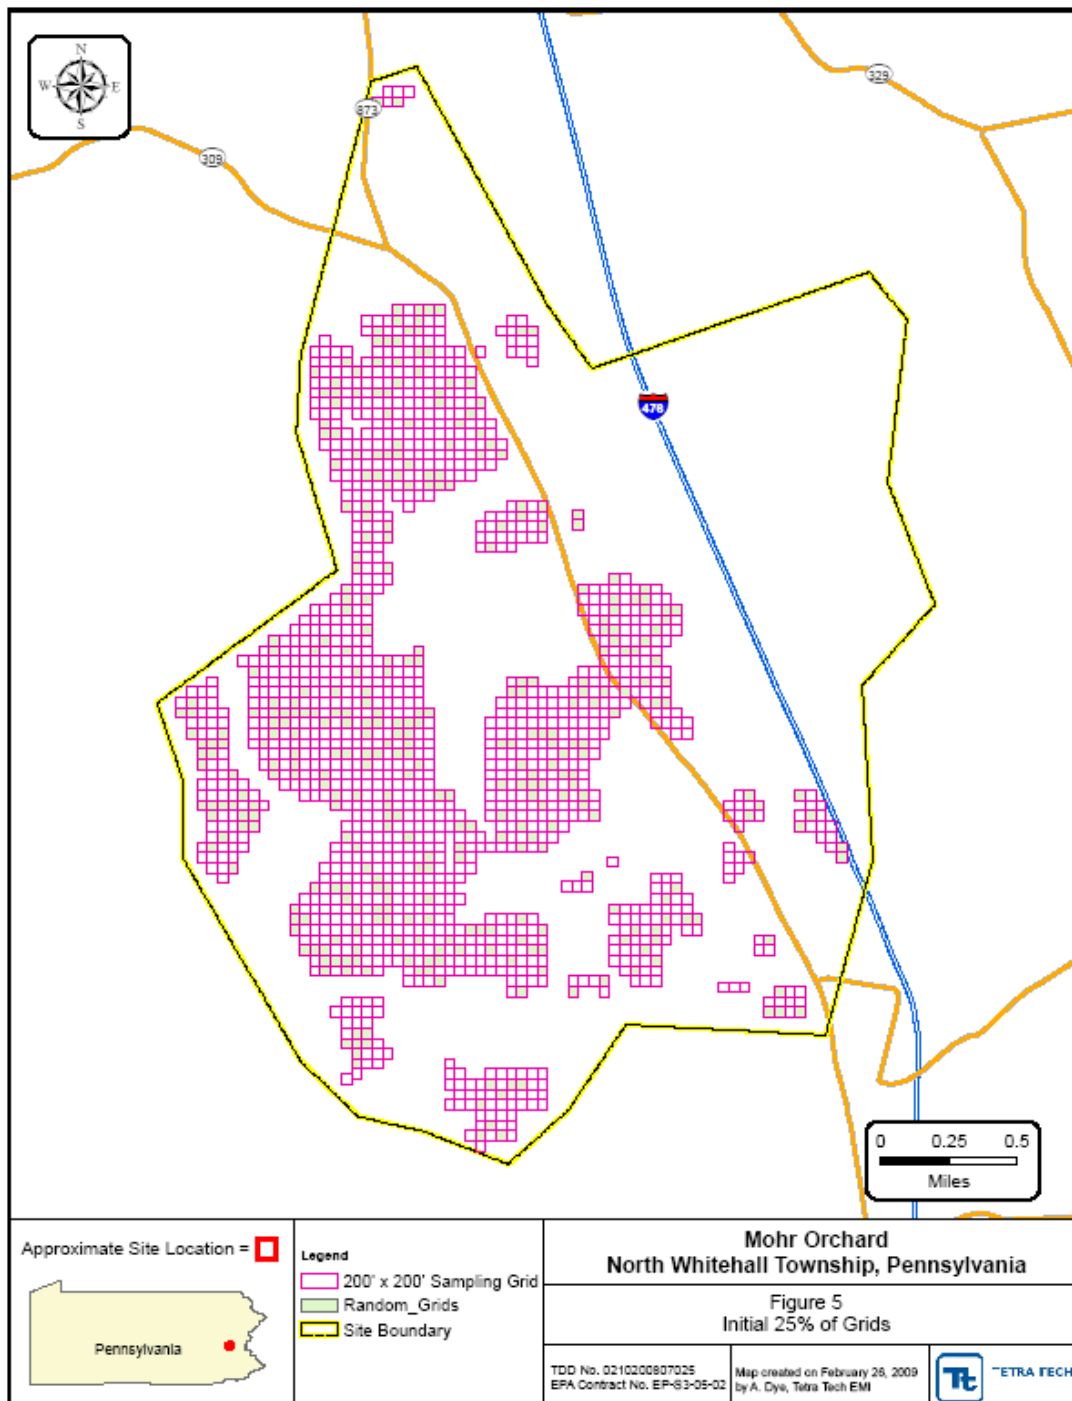 N
W E
S
329
873
309
476
0 0.25 0.5
Miles
Approximate Site Location =
Pennsylvania
Legend
200' x 200' Sampling Grid
Random_Grids
Site Boundary
Mohr Orchard
North Whitehall Township, Pennsylvania
Figure 5
Initial 25% of Grids
TDD No. 0210200807025
EPA Contract No. EP-S3-05-02
Map created on February 26, 2009
by A. Dye, Tetra Tech EMI
Tt
TETRA TECH